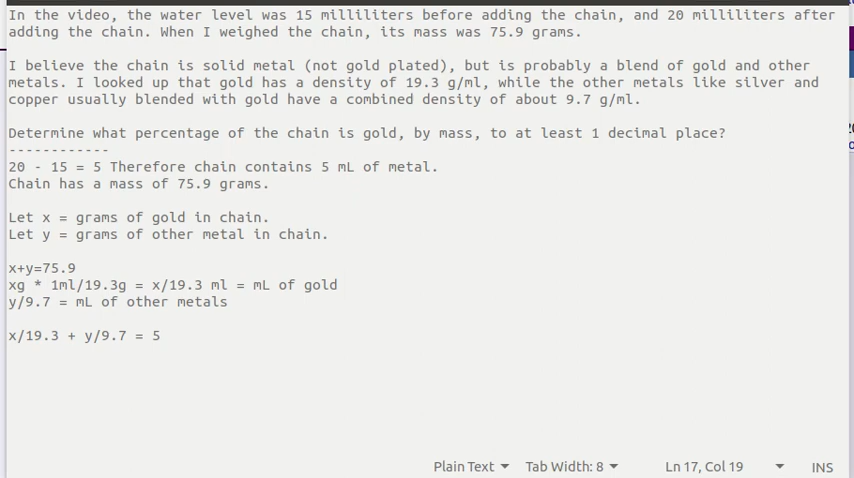 In the video, the water level was 15 milliliters before adding the chain, and 20 milliliters after
adding the chain. When I weighed the chain, its mass was 75.9 grams.
I believe the chain is solid metal (not gold plated), but is probably a blend of gold and other
metals. I looked up that gold has a density of 19.3 g/ml, while the other metals like silver and
copper usually blended with gold have a combined density of about 9.7 g/ml.
Determine what percentage of the chain is gold, by mass, to at least 1 decimal place?
------------
20 - 15 = 5 Therefore chain contains 5 mL of metal.
Chain has a mass of 75.9 grams.
Let x = grams of gold in chain.
Let y = grams of other metal in chain.
x+y=75.9
xg * 1ml/19.3g = x/19.3 ml = mL of gold
y/9.7 = mL of other metals
x/19.3 + y/9.7 = 5
Plain Text Tab Width: 8 Ln 17, Col 19 INS